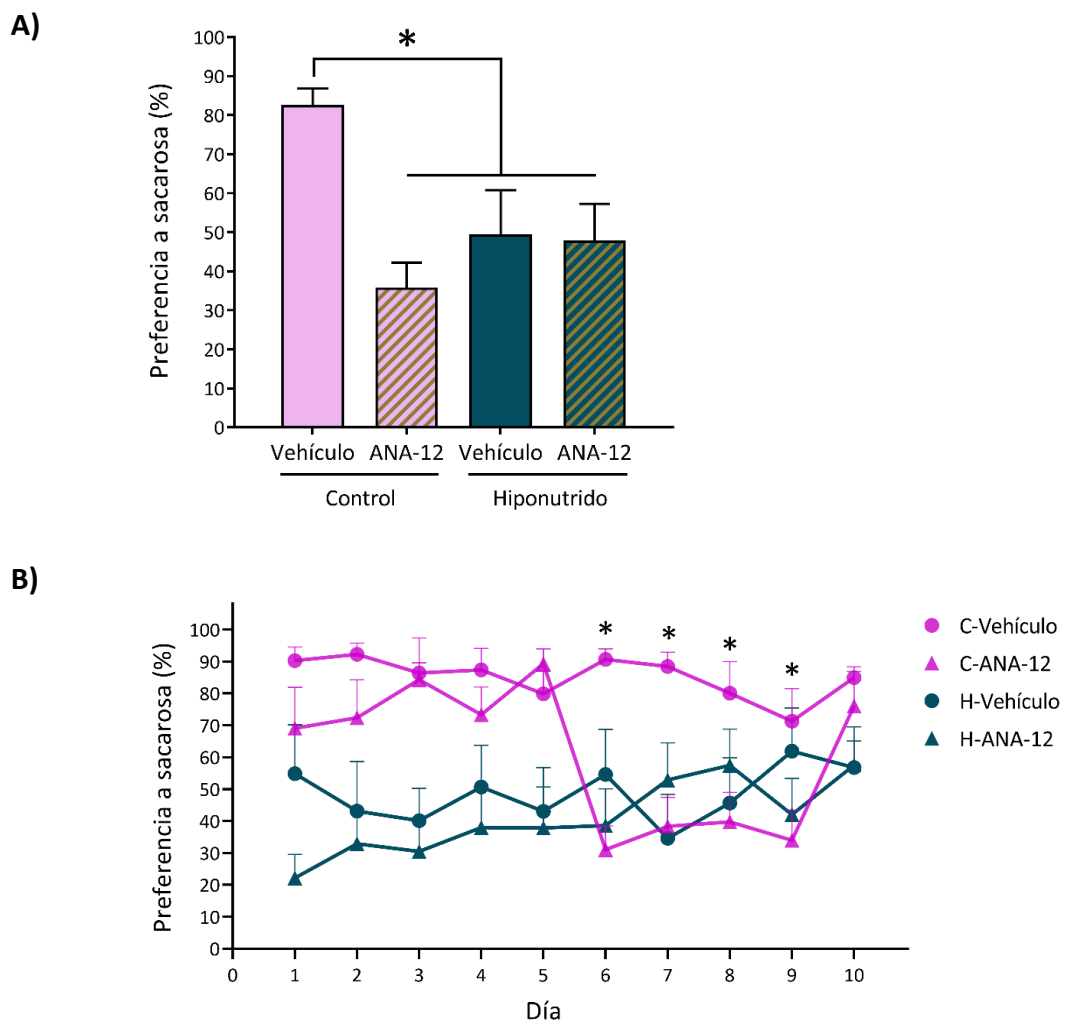 A)
Preferencia a sacarosa (%)
100
90
80
70
60
50
40
30
20
10
0
*
Vehículo ANA-12 Vehículo ANA-12
Control Hiponutrido
B)
Preferencia a sacarosa (%)
100
90
80
70
60
50
40
30
20
10
0
* * * *
0 1 2 3 4 5 6 7 8 9 10
Día
C-Vehículo
C-ANA-12
H-Vehículo
H-ANA-12